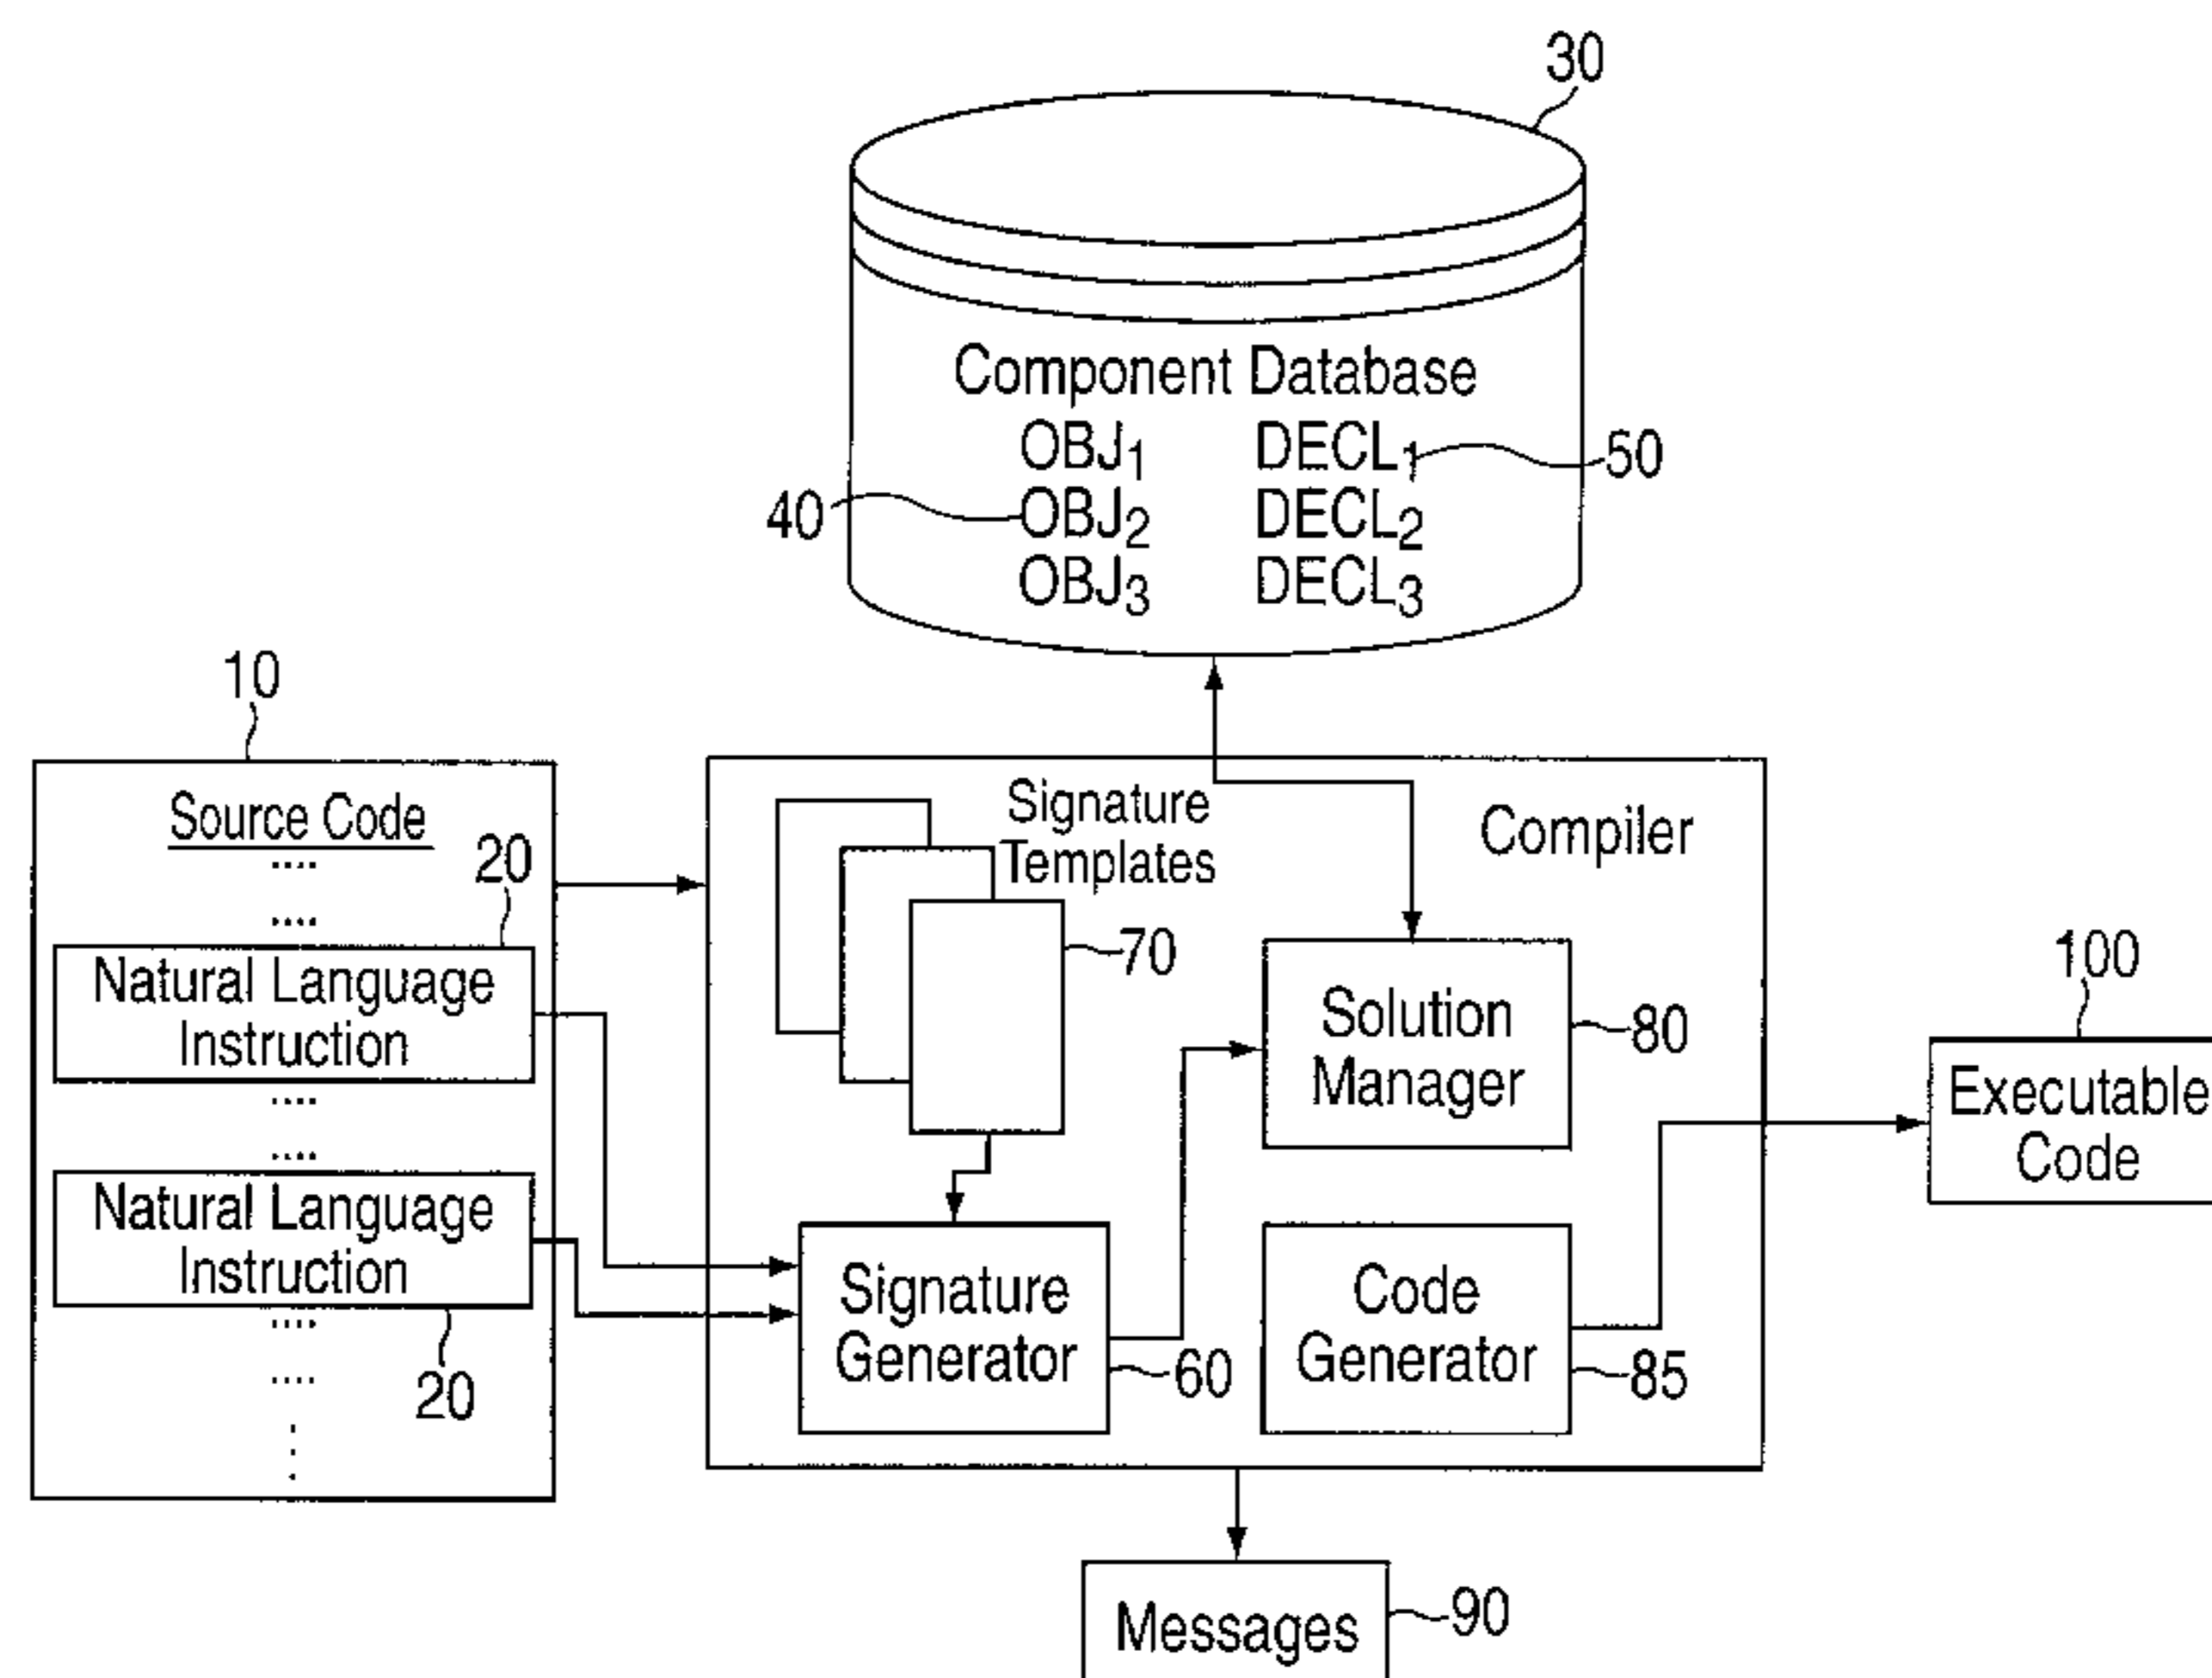 30
Component Database
OBJ₁ DECL₁ 50
40 OBJ₂ DECL₂
OBJ₃ DECL₃
10
Source Code
....
20
....
Natural Language
Instruction
....
....
Natural Language
Instruction
....
20
....
Signature
Templates
Compiler
70
Solution
Manager
80
Signature
Generator
60
Code
Generator
85
100
Executable
Code
Messages
90